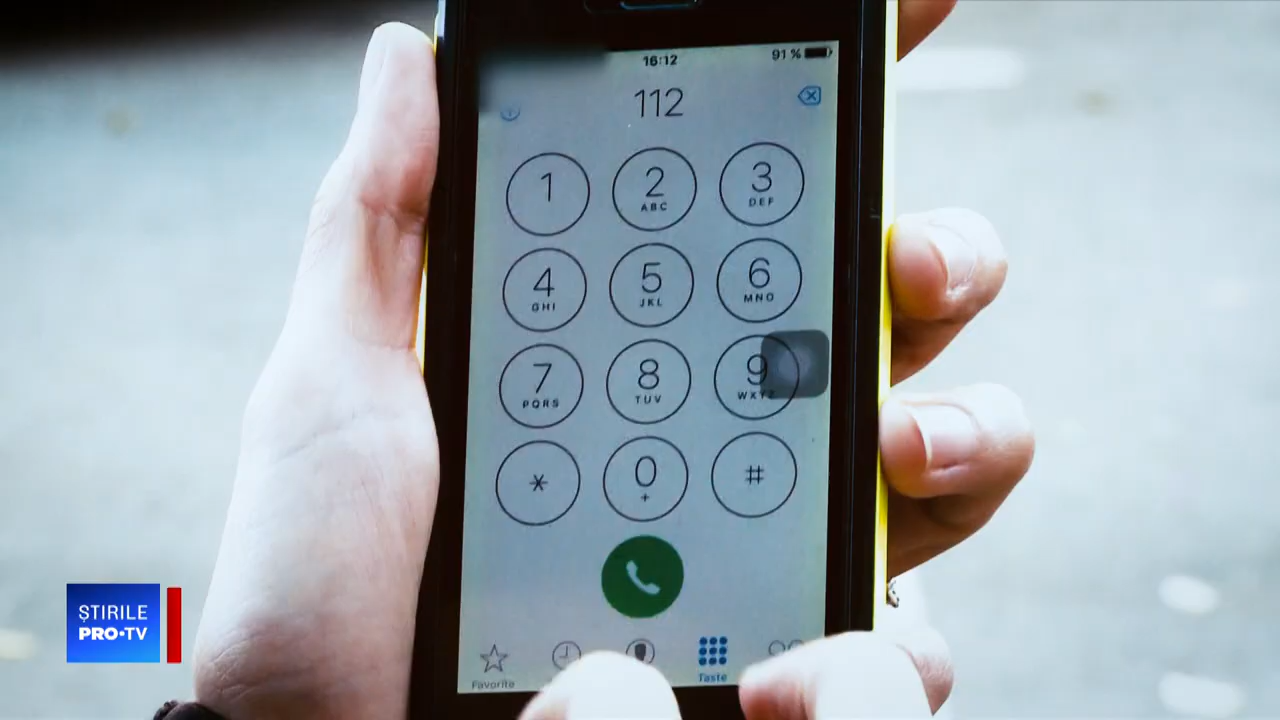 16:12
91 %
112
1
2
ABC
3
DEF
4
GHI
5
JKL
6
MNO
7
PQRS
8
TUV
9
WXYZ
*
0
+
#
Favorite
Taste
ȘTIRILE
PRO•TV